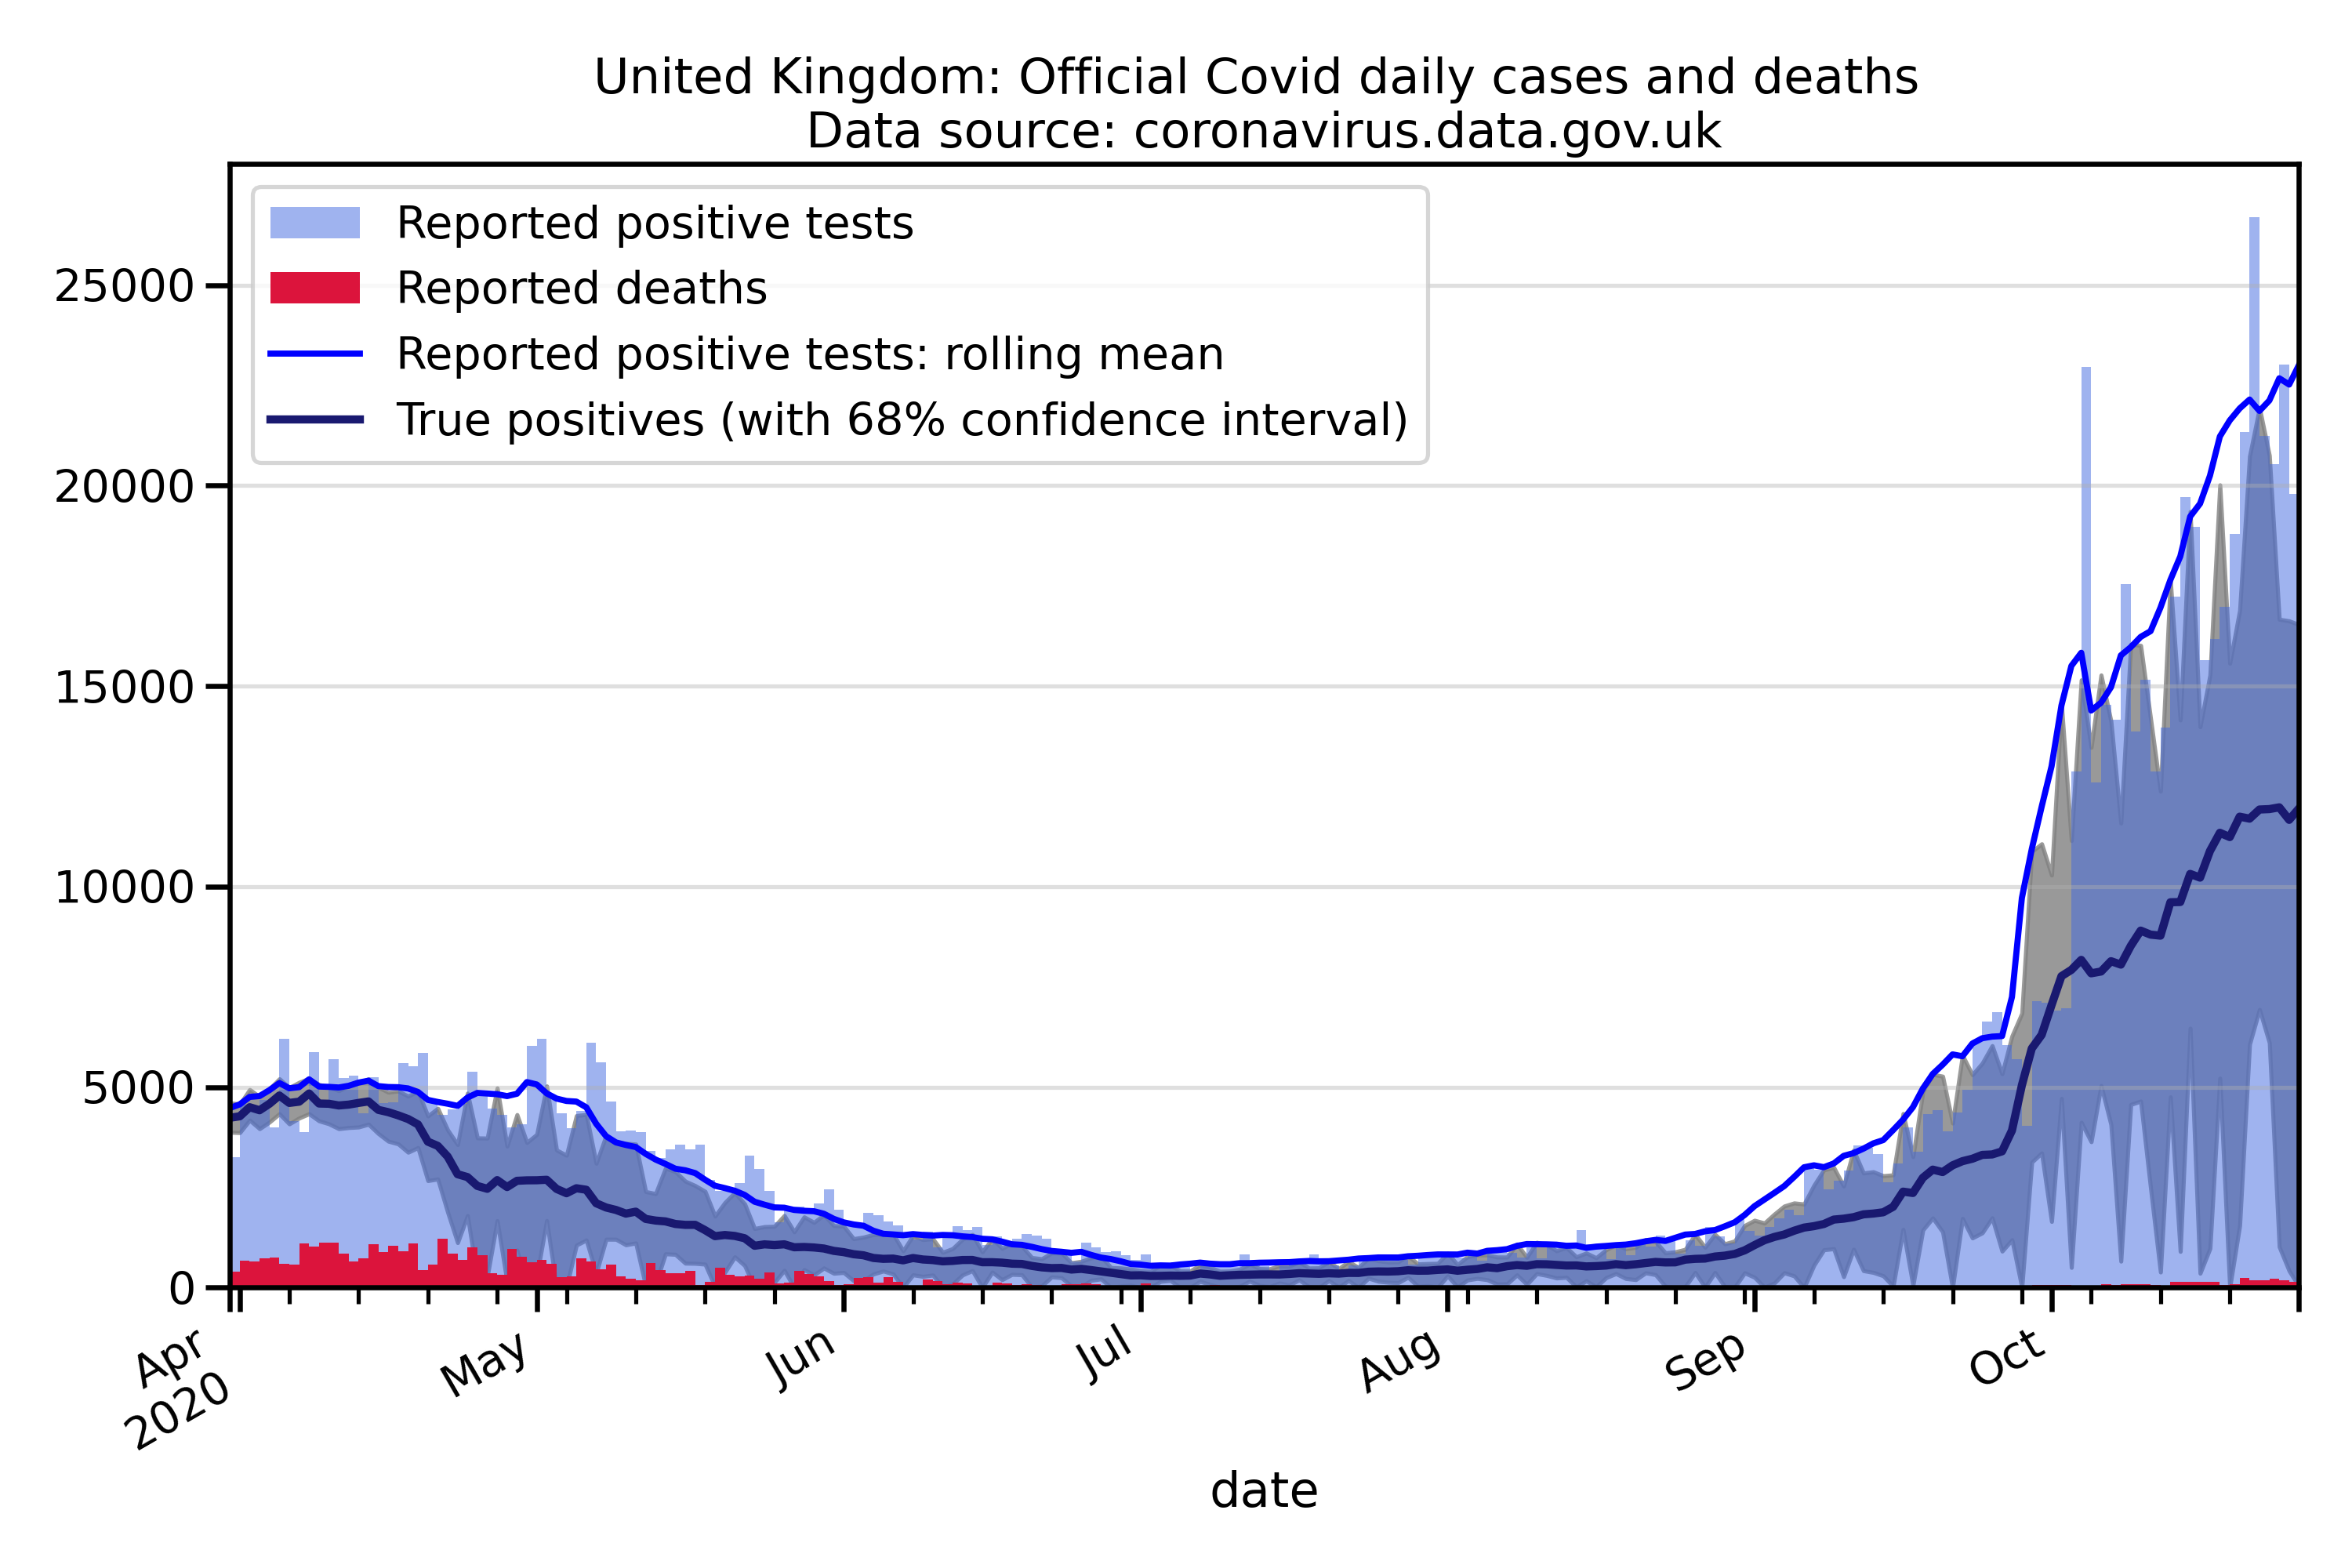 United Kingdom: Official Covid daily cases and deaths
Data source: coronavirus.data.gov.uk
Reported positive tests
Reported deaths
Reported positive tests: rolling mean
True positives (with 68% confidence interval)
25000
20000
15000
10000
5000
0
Apr
2020
May
Jun
Jul
Aug
Sep
Oct
date